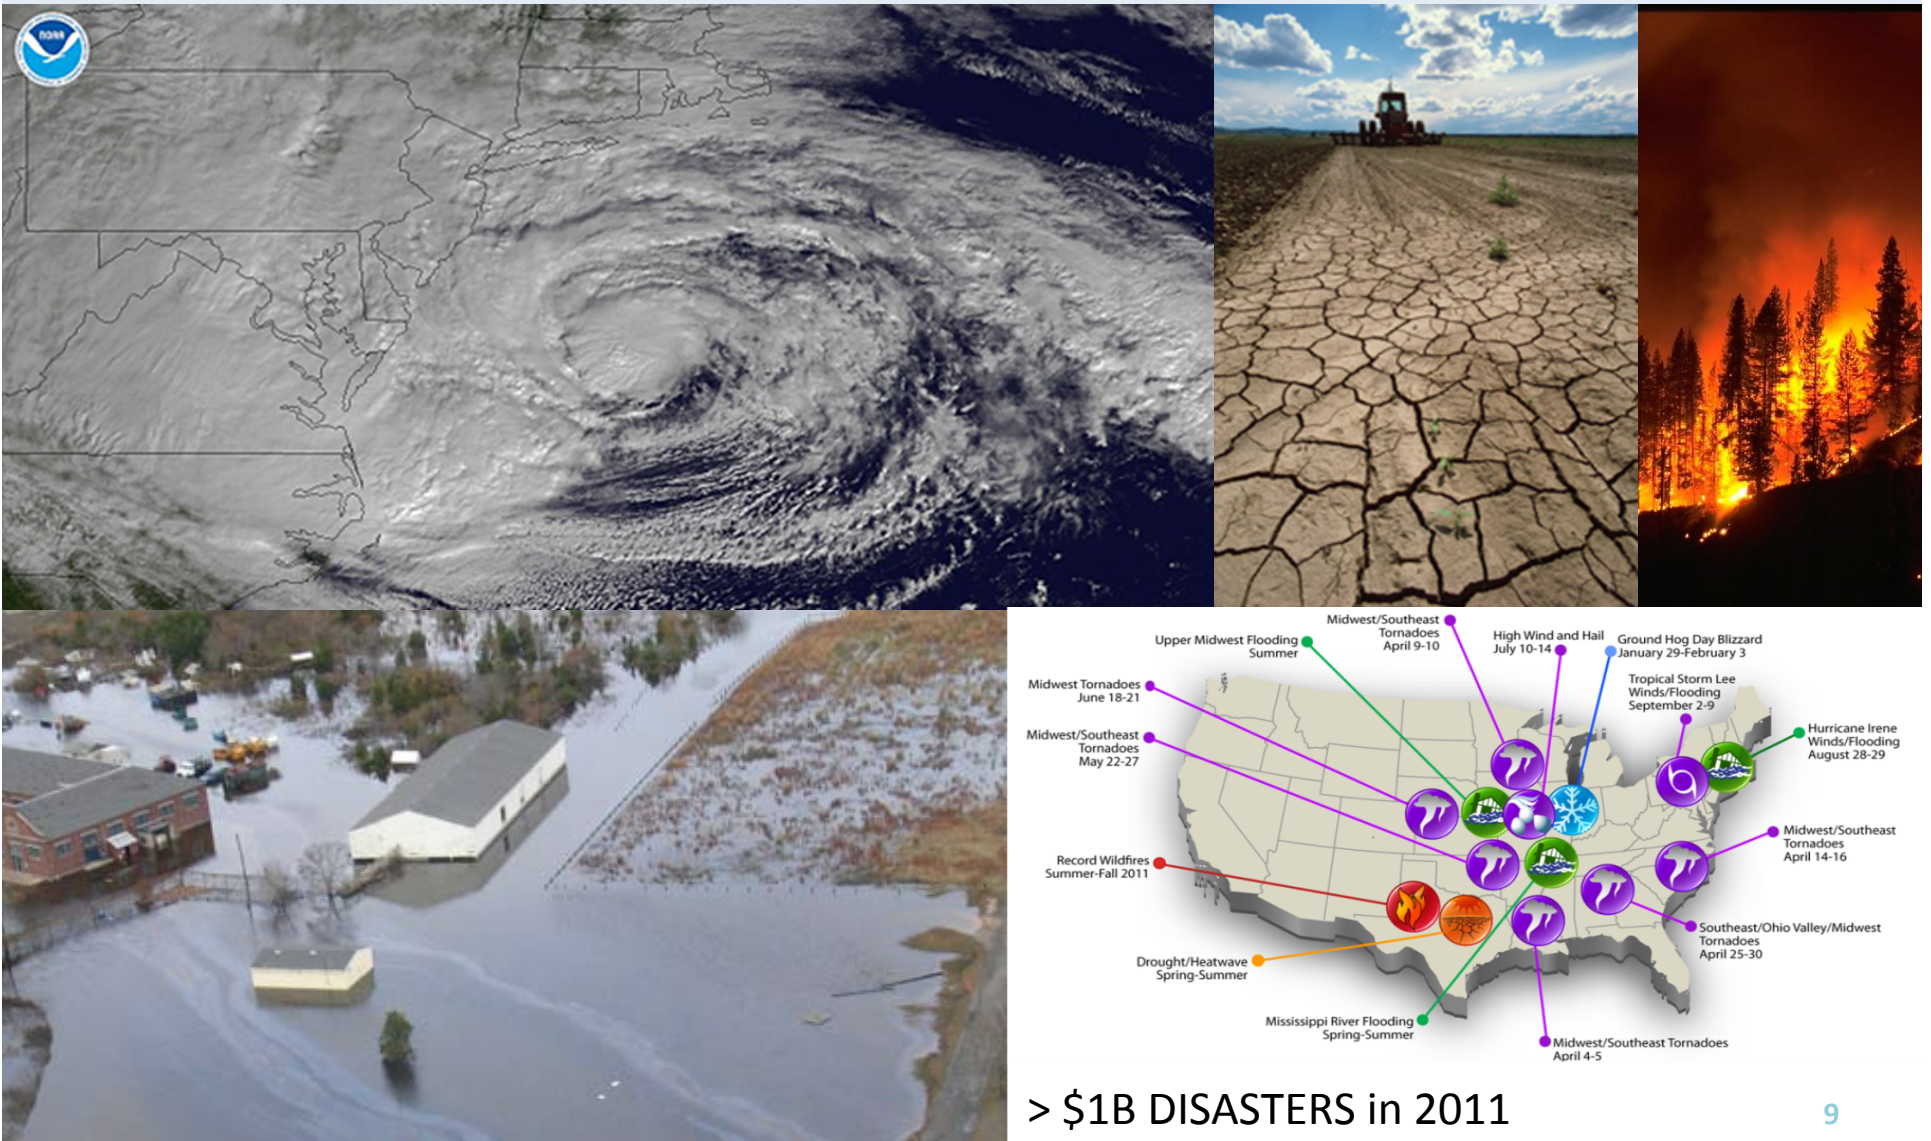 NOAA
Midwest/Southeast
Tornadoes
April 9-10
Upper Midwest Flooding
Summer
High Wind and Hail
July 10-14
Ground Hog Day Blizzard
January 29-February 3
Midwest Tornadoes
June 18-21
Tropical Storm Lee
Winds/Flooding
September 2-9
Midwest/Southeast
Tornadoes
May 22-27
Hurricane Irene
Winds/Flooding
August 28-29
Record Wildfires
Summer-Fall 2011
Midwest/Southeast
Tornadoes
April 14-16
Drought/Heatwave
Spring-Summer
Southeast/Ohio Valley/Midwest
Tornadoes
April 25-30
Mississippi River Flooding
Spring-Summer
Midwest/Southeast Tornadoes
April 4-5
> $1B DISASTERS in 2011
9